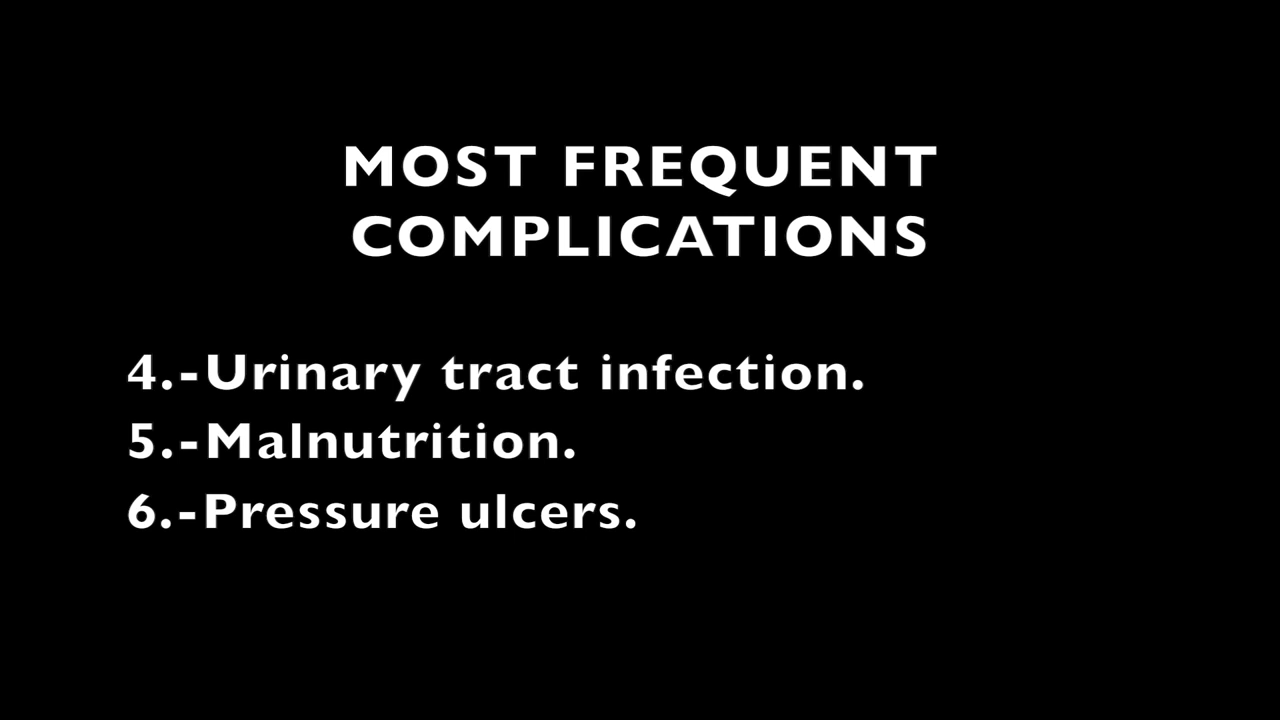 MOST FREQUENT
COMPLICATIONS
4.-Urinary tract infection.
5.-Malnutrition.
6.-Pressure ulcers.